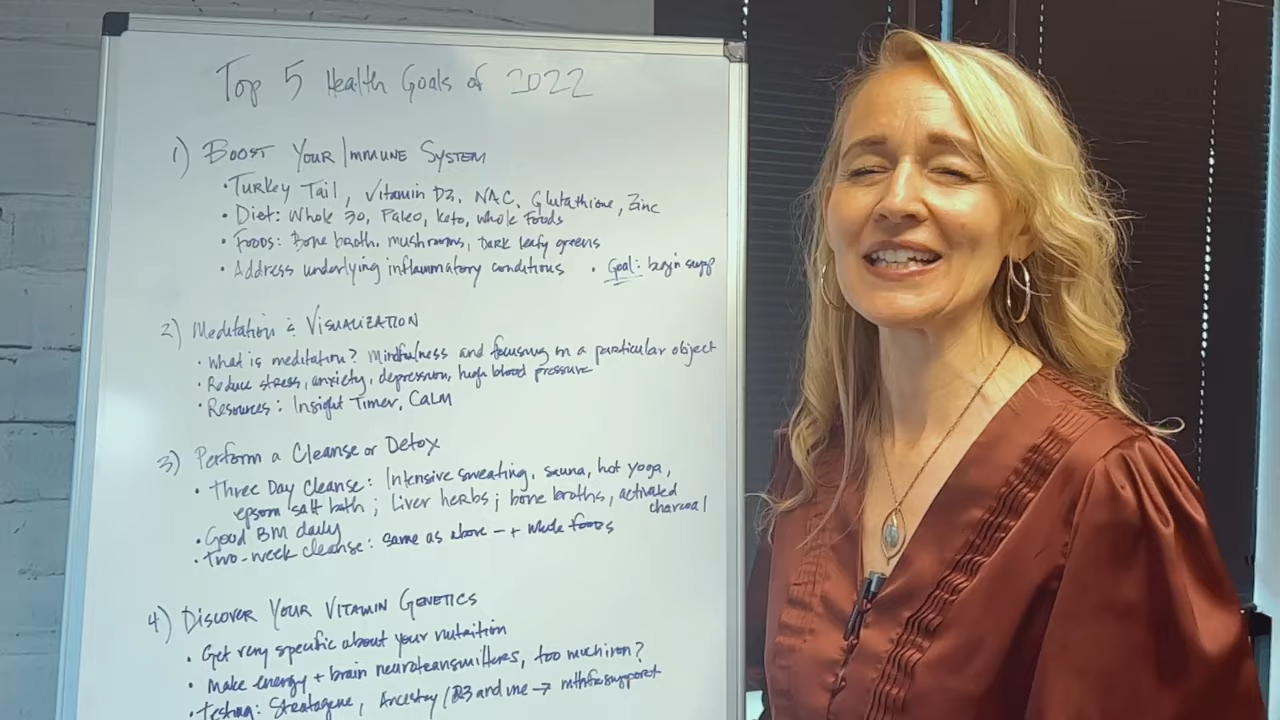 Top 5 Health Goals of 2022
1) Boost Your Immune System
• Turkey Tail, Vitamin D3, NAC, Glutathione, Zinc
• Diet: Whole 30, Paleo, keto, whole Foods
• Foods: Bone broth, mushrooms, Dark leafy greens
• Address underlying inflammatory conditions • Goal: begin supp
2) Meditation & Visualization
• What is meditation? Mindfulness and focusing on a particular object
• Reduce stress, anxiety, depression, high blood pressure
• Resources: Insight Timer, Calm
3) Perform a Cleanse or Detox
• Three Day Cleanse: Intensive sweating, sauna, hot yoga,
epsom salt bath; Liver herbs; bone broths, activated
charcoal
• Good BM daily
• Two-week cleanse: same as above — + whole foods
4) Discover Your Vitamin Genetics
• Get very specific about your nutrition
• Make energy + brain neurotransmitters, too much iron?
• Testing: Strategene, Ancestry / 23 and me → mthfr support